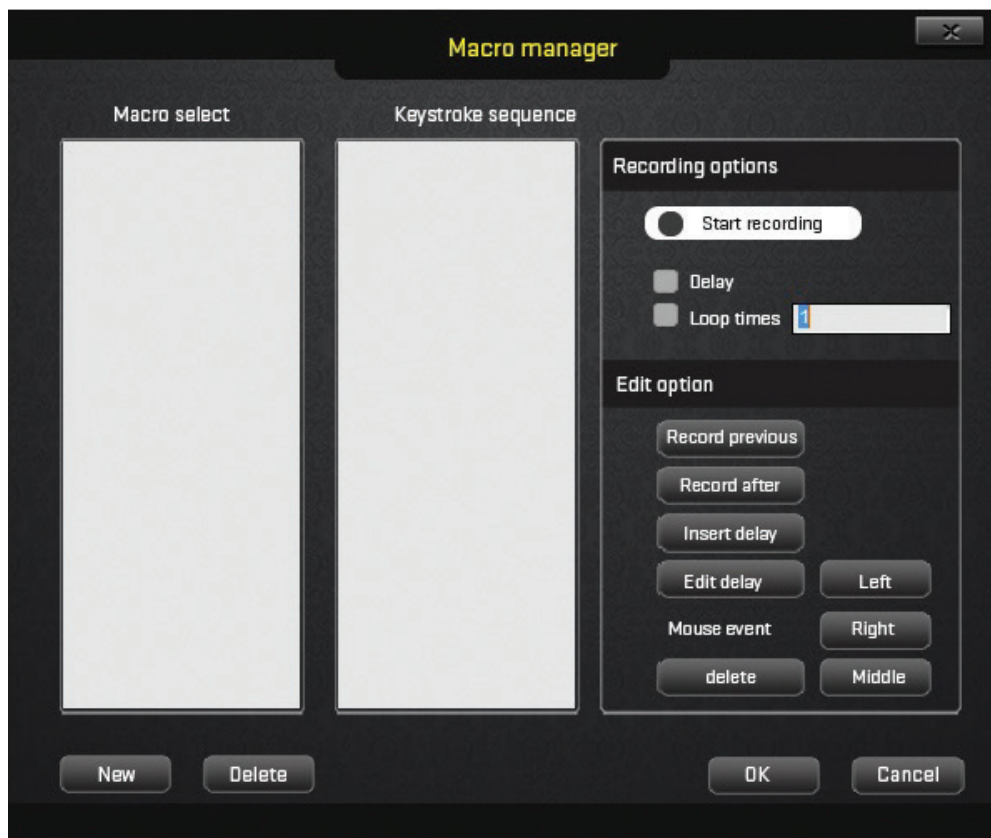 Macro manager
Macro select
Keystroke sequence
Recording options
Start recording
Delay
Loop times 1
Edit option
Record previous
Record after
Insert delay
Edit delay Left
Mouse event Right
delete Middle
New Delete OK Cancel